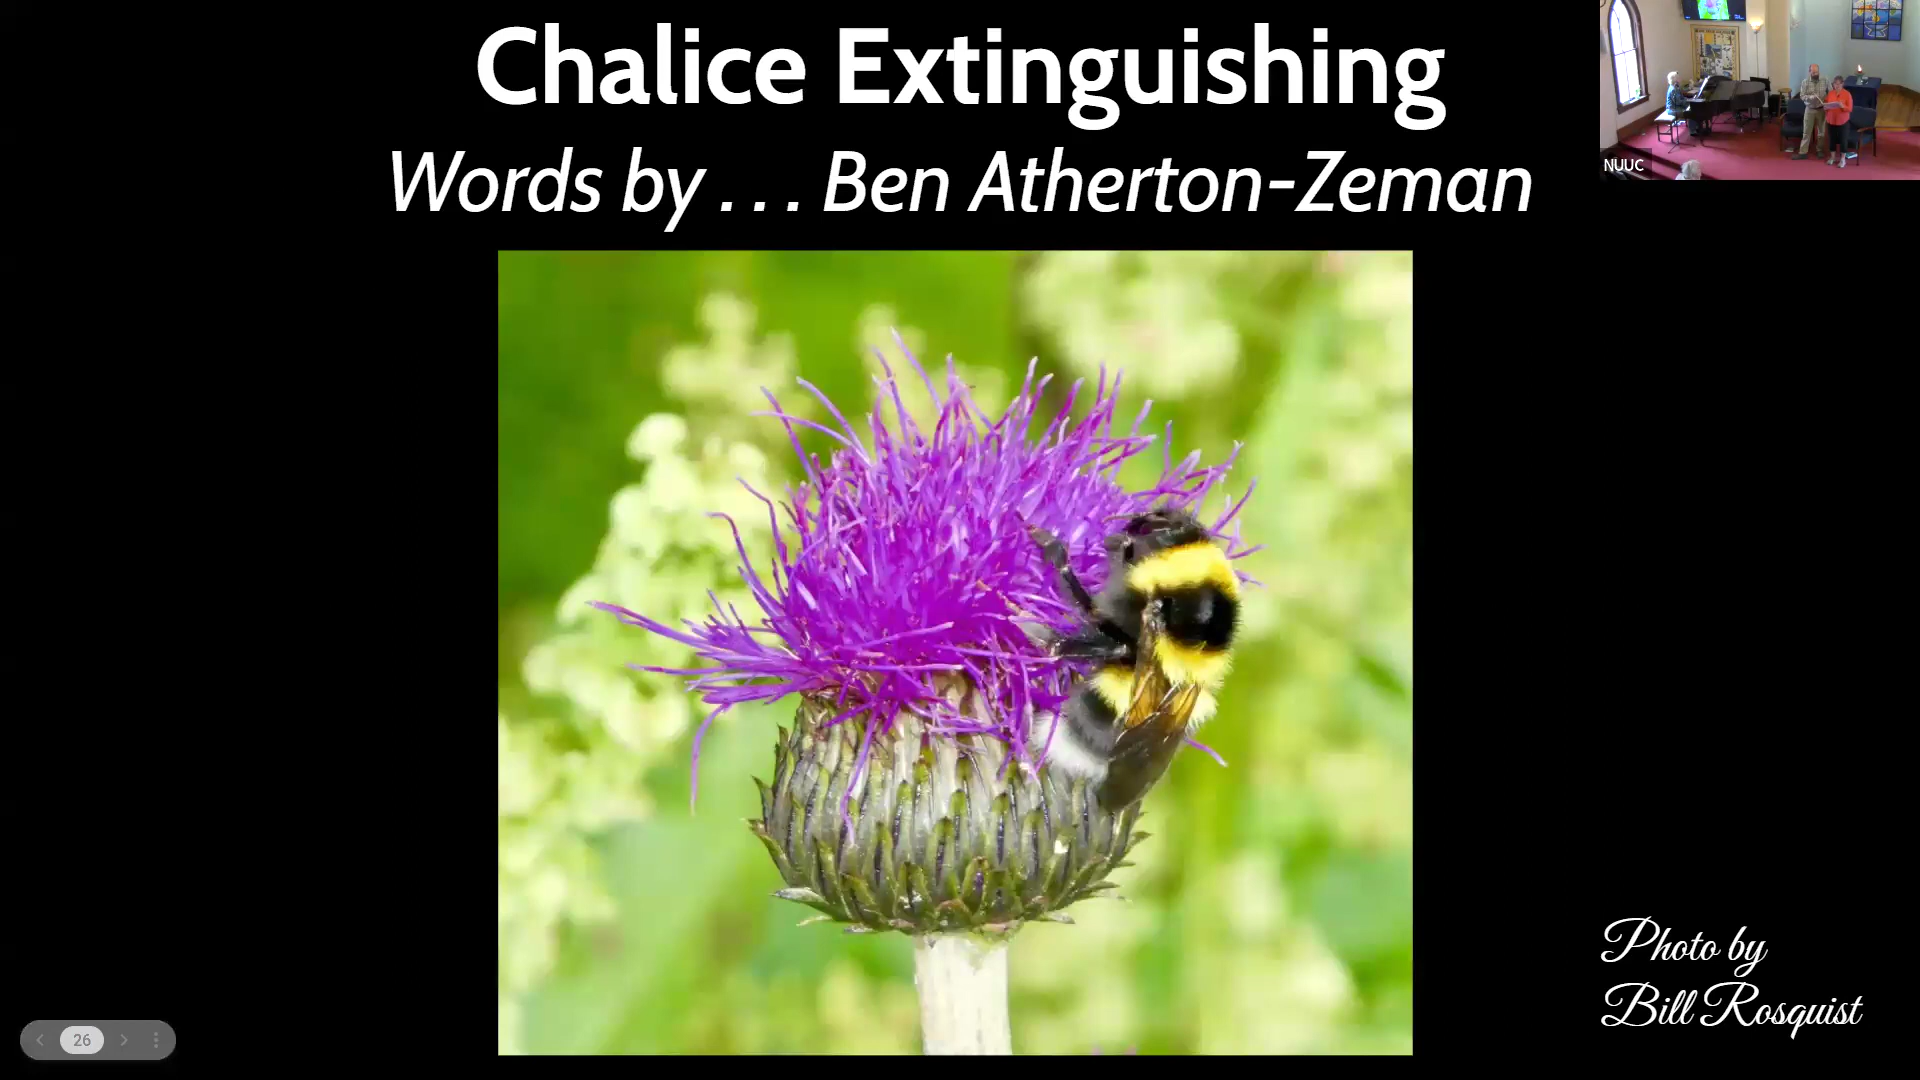 Chalice Extinguishing
Words by . . . Ben Atherton-Zeman
NUUC
Photo by
Bill Rosquist
26